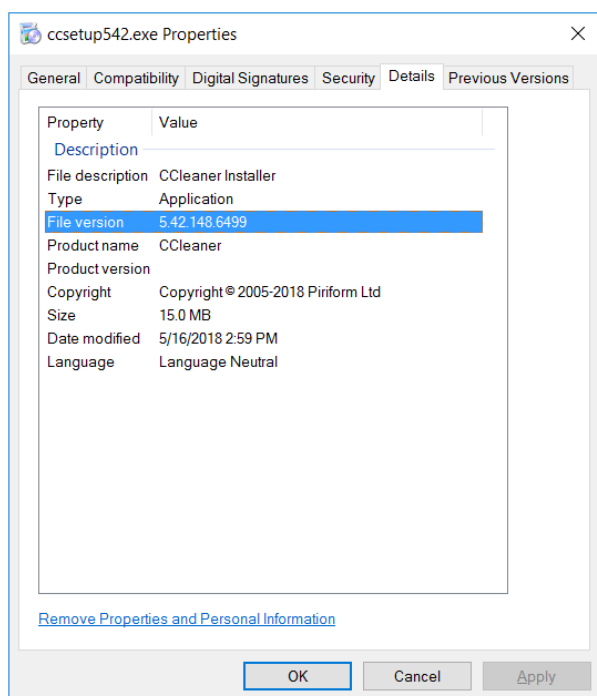 ccsetup542.exe Properties
General Compatibility Digital Signatures Security Details Previous Versions
Property Value
Description
File description CCleaner Installer
Type Application
File version 5.42.148.6499
Product name CCleaner
Product version
Copyright Copyright © 2005-2018 Piriform Ltd
Size 15.0 MB
Date modified 5/16/2018 2:59 PM
Language Language Neutral
Remove Properties and Personal Information
OK Cancel Apply